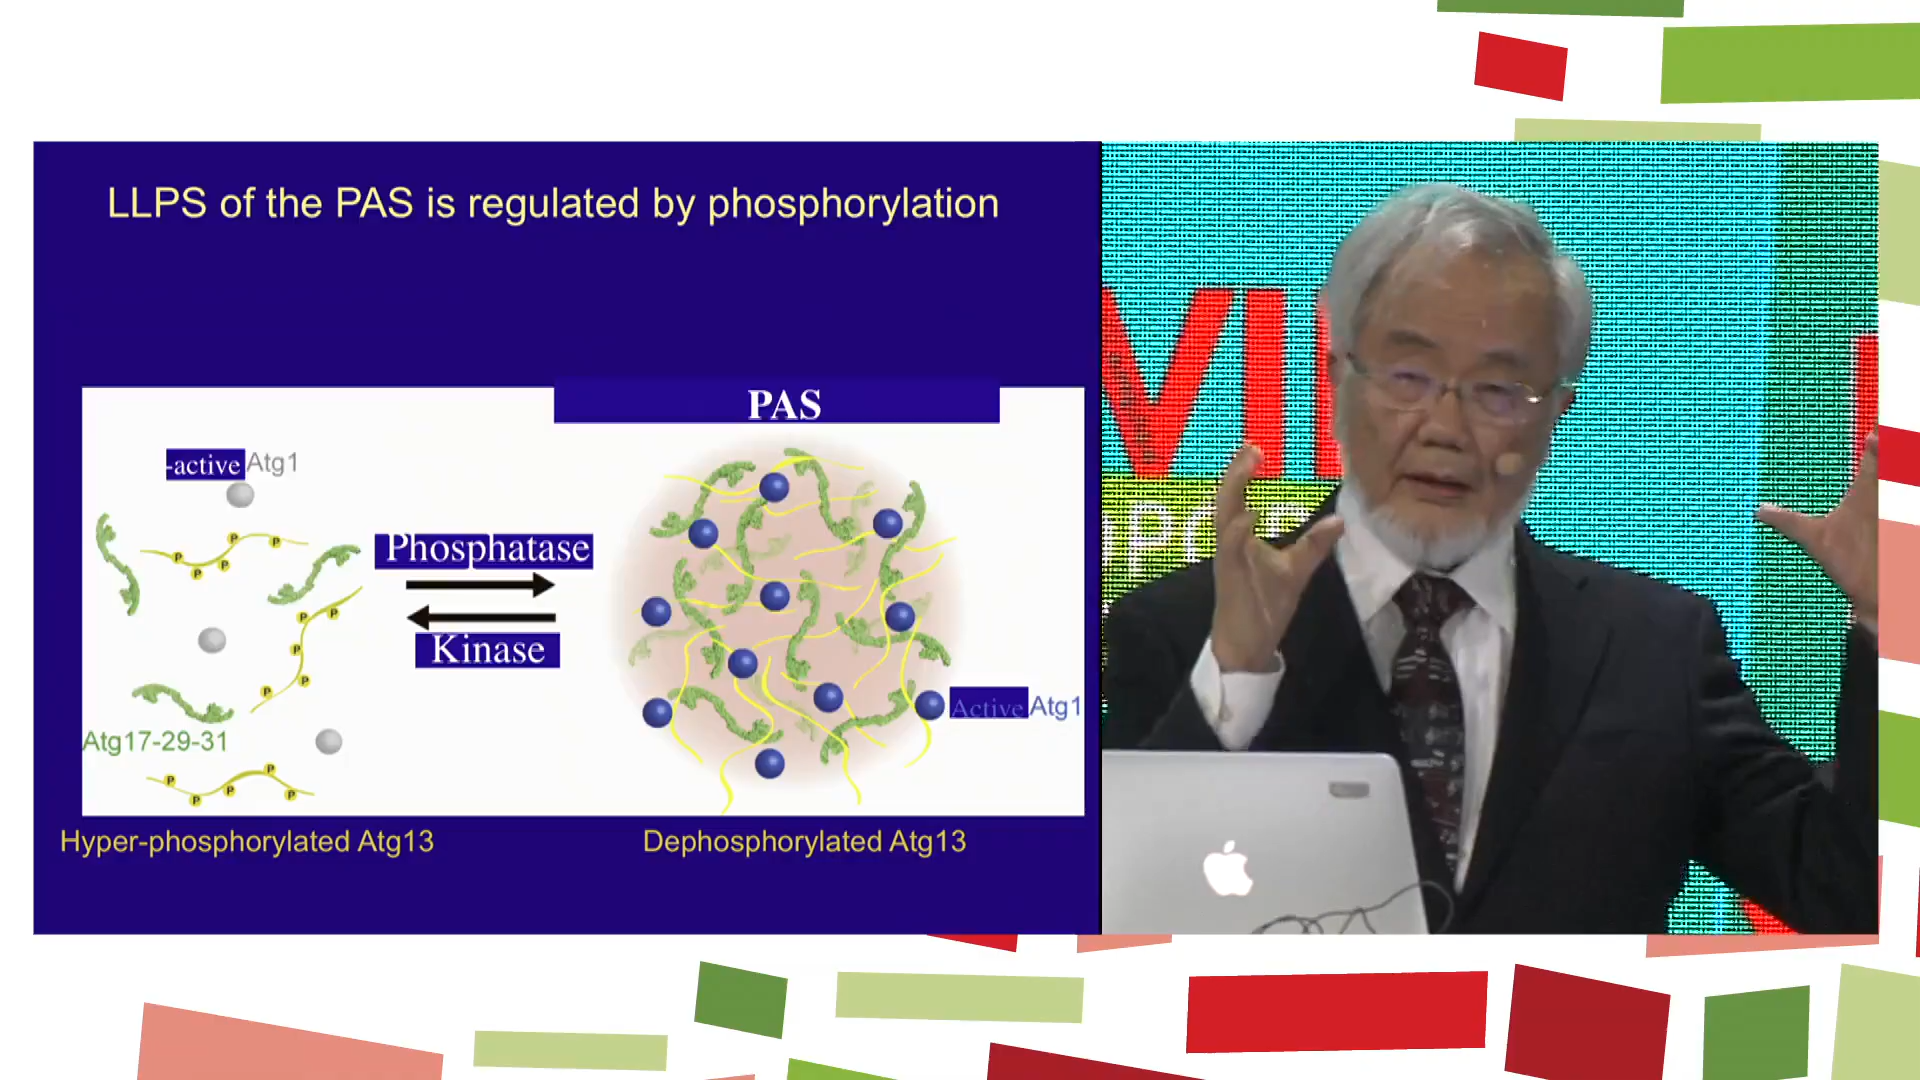 LLPS of the PAS is regulated by phosphorylation
PAS
-active Atg1
P P P P P
Phosphatase
P P P P P
Kinase
Active Atg1
Atg17-29-31
P P P P P
Hyper-phosphorylated Atg13
Dephosphorylated Atg13